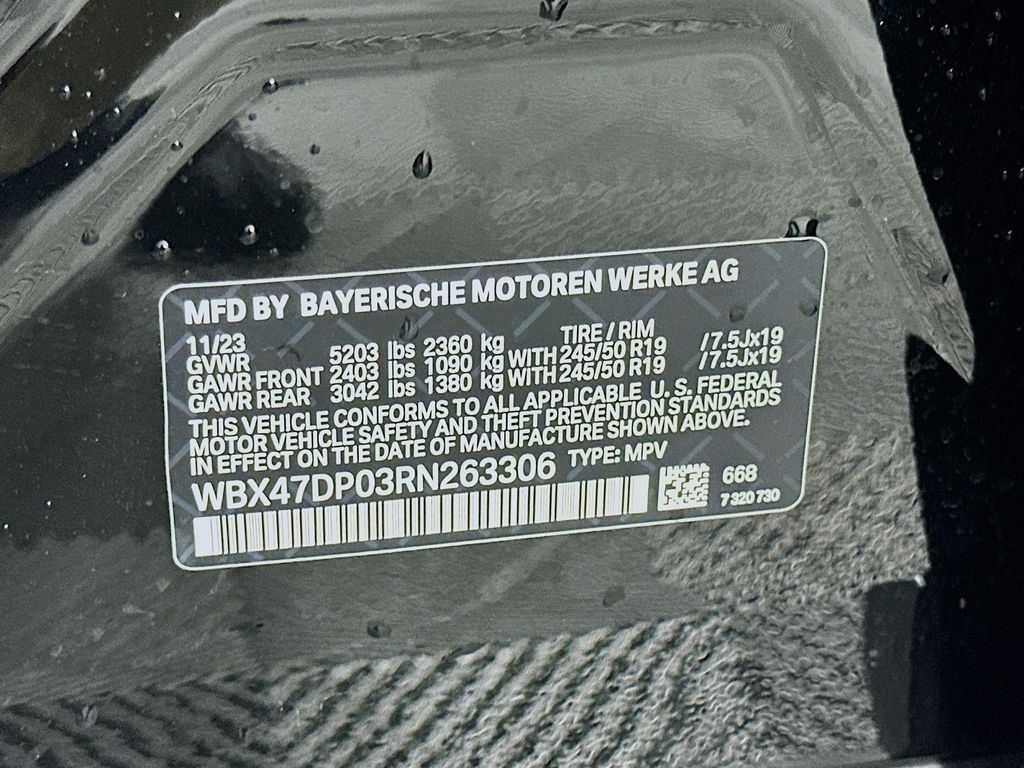 MFD BY BAYERISCHE MOTOREN WERKE AG
11/23 TIRE / RIM
GVWR 5203 lbs 2360 kg
GAWR FRONT 2403 lbs 1090 kg WITH 245/50 R19 /7.5Jx19
GAWR REAR 3042 lbs 1380 kg WITH 245/50 R19 /7.5Jx19
THIS VEHICLE CONFORMS TO ALL APPLICABLE U. S. FEDERAL
MOTOR VEHICLE SAFETY AND THEFT PREVENTION STANDARDS
IN EFFECT ON THE DATE OF MANUFACTURE SHOWN ABOVE.
WBX47DP03RN263306 TYPE: MPV
668
7 320 730